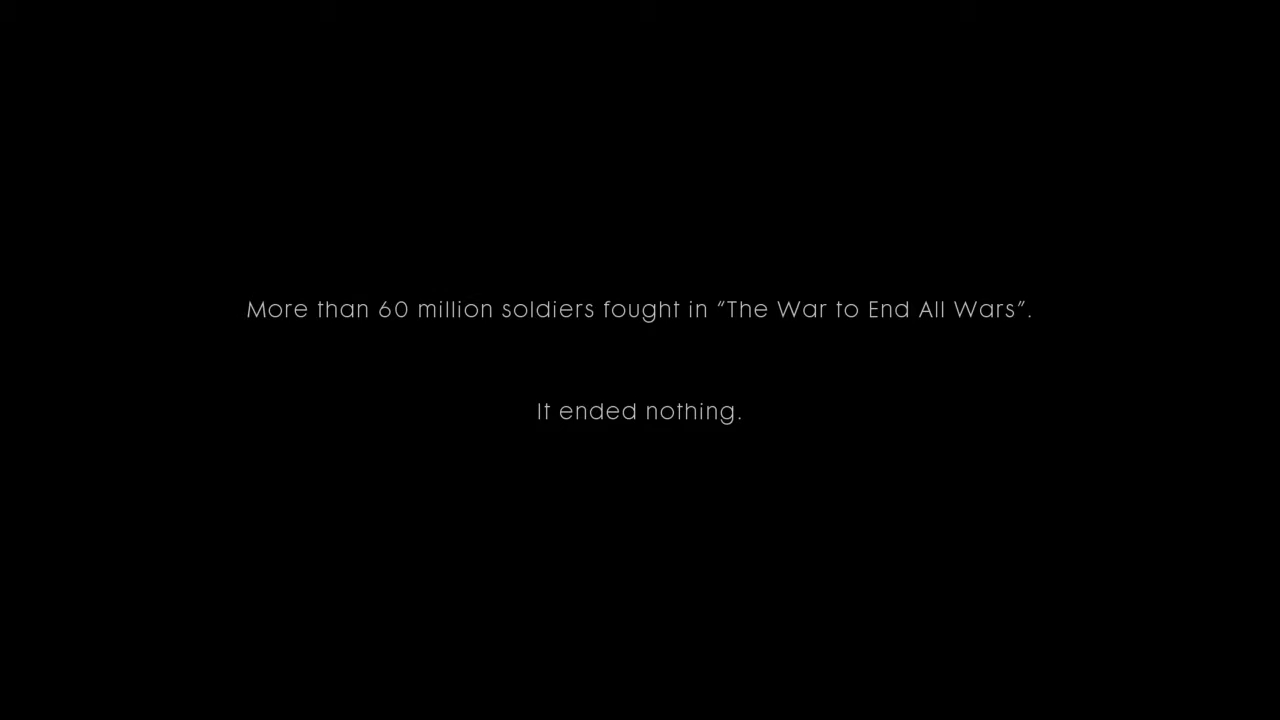 More than 60 million soldiers fought in “The War to End All Wars”.
It ended nothing.